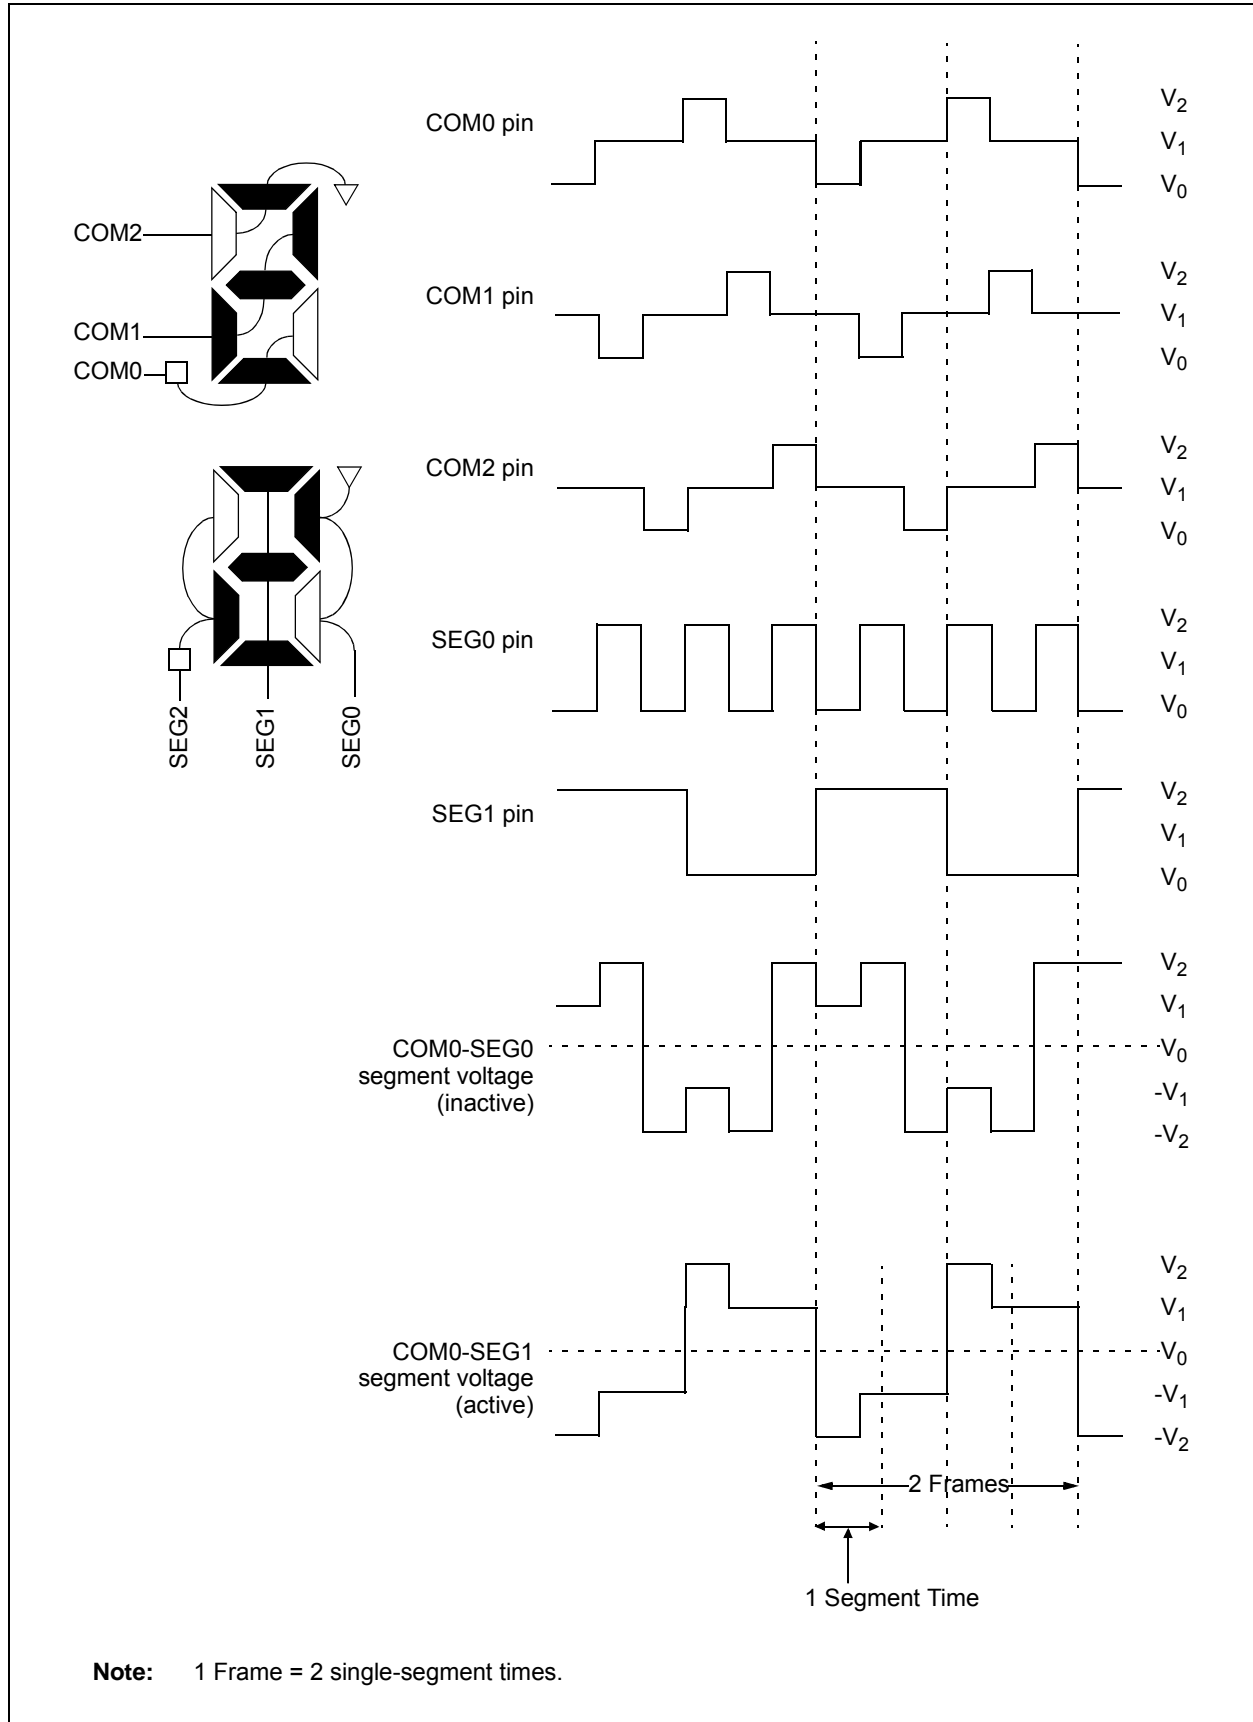 COM0 pin
V2
V1
V0
COM2
COM1
COM0
COM1 pin
V2
V1
V0
COM2 pin
V2
V1
V0
SEG0 pin
V2
V1
V0
SEG2
SEG1
SEG0
SEG1 pin
V2
V1
V0
COM0-SEG0
segment voltage
(inactive)
V2
V1
V0
-V1
-V2
COM0-SEG1
segment voltage
(active)
V2
V1
V0
-V1
-V2
2 Frames
1 Segment Time
Note: 1 Frame = 2 single-segment times.